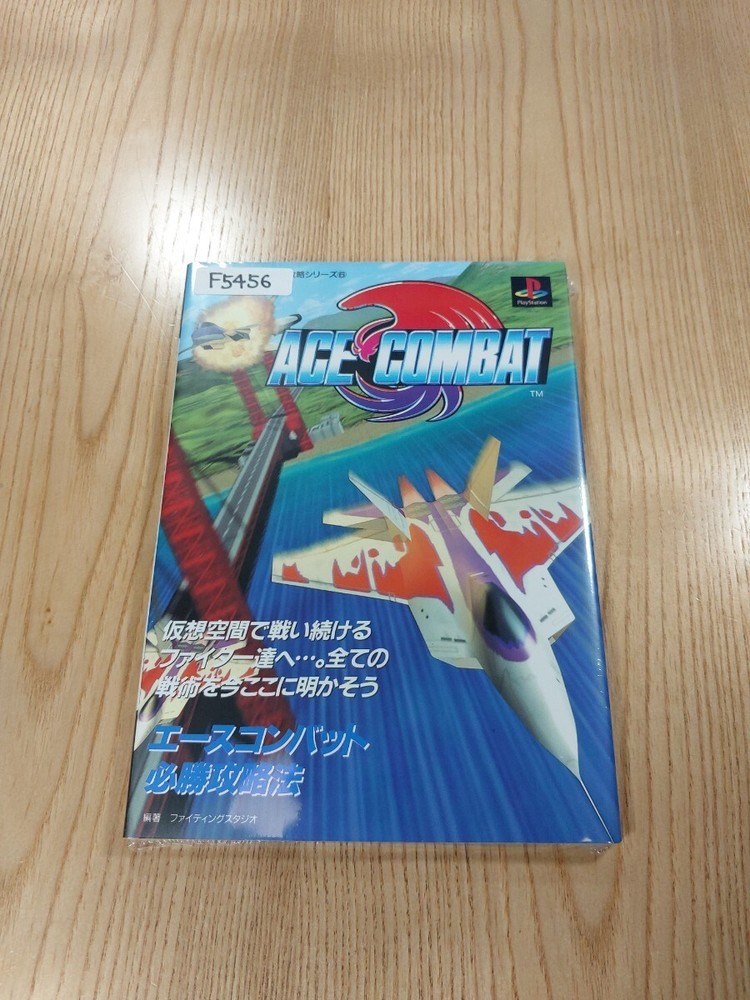 F5456
略シリーズ⑥
PlayStation
ACE COMBAT
TM
仮想空間で戦い続ける
ファイター達へ…。全ての
戦術を今ここに明かそう
エースコンバット
必勝攻略法
編著 ファイティングスタジオ